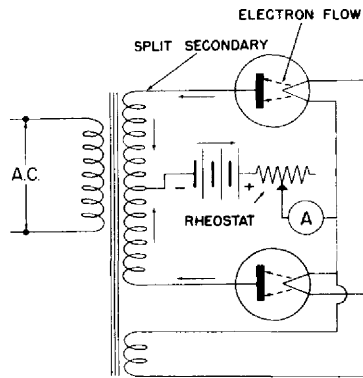 ELECTRON FLOW
SPLIT SECONDARY
A.C.
- +
RHEOSTAT
A